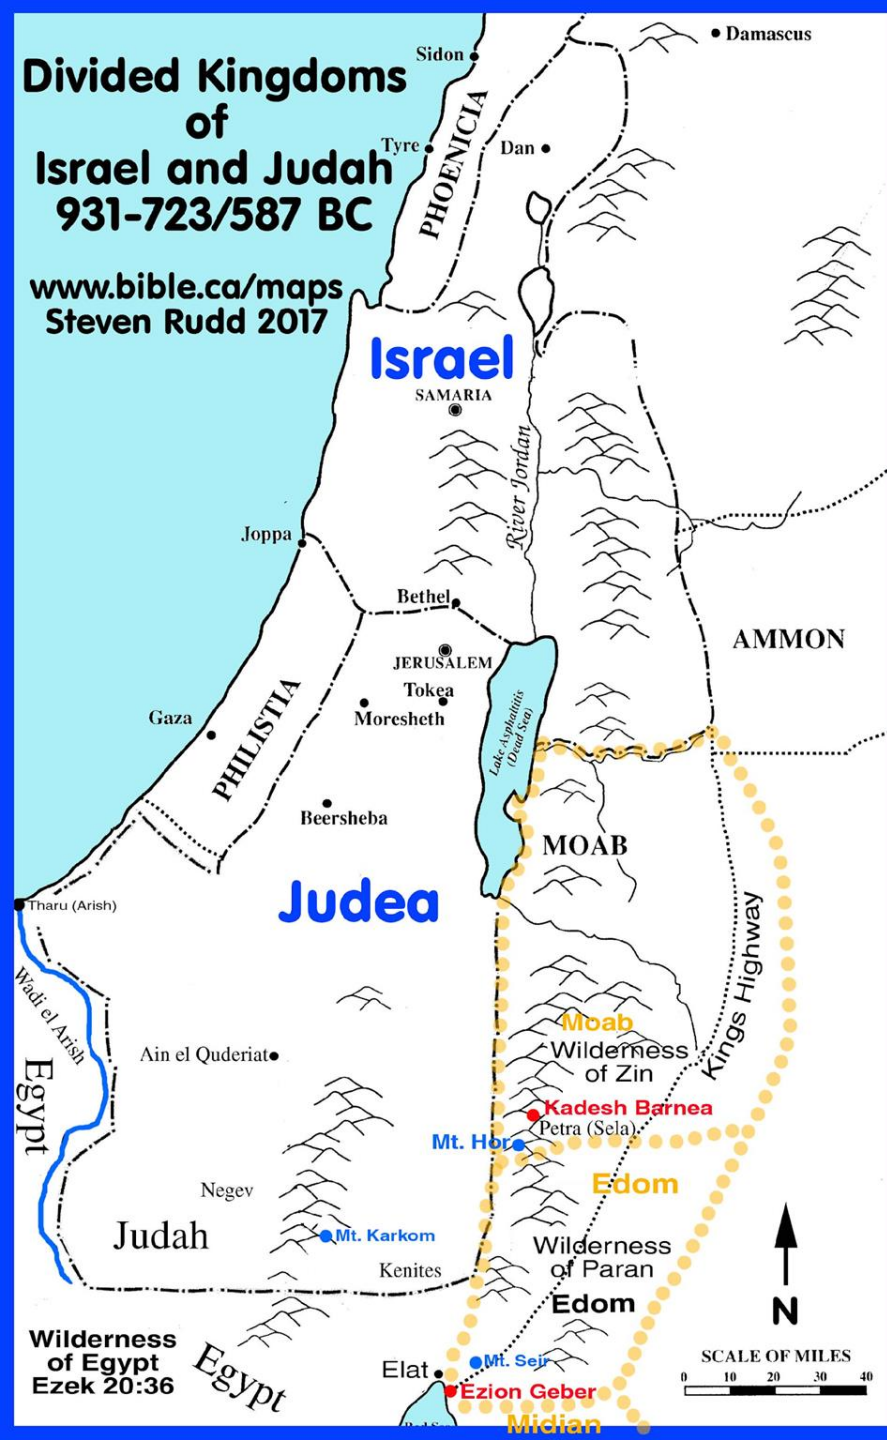 Divided Kingdoms
of
Israel and Judah
931-723/587 BC
www.bible.ca/maps
Steven Rudd 2017
Damascus
Sidon
Tyre
PHOENICIA
Dan
Israel
SAMARIA
River Jordan
Joppa
Bethel
AMMON
JERUSALEM
Tokea
Moresheth
Gaza
PHILISTIA
Lake Asphaltitis
(Dead Sea)
Beersheba
MOAB
Judea
Tharu (Arish)
Wadi el Arish
Kings Highway
Moab
Wilderness
of Zin
Ain el Quderiat
Egypt
Kadesh Barnea
Petra (Sela)
Mt. Hor
Edom
Negev
Judah
Mt. Karkom
Kenites
Wilderness
of Paran
Edom
N
Wilderness
of Egypt
Ezek 20:36
Egypt
Elat
Mt. Seir
Ezion Geber
SCALE OF MILES
0 10 20 30 40
Midian